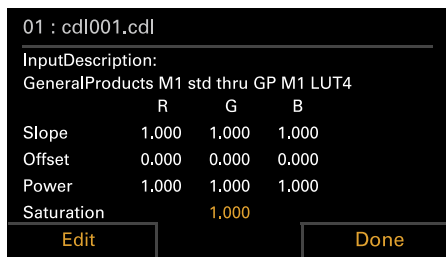 01 : cdl001.cdl
InputDescription:
GeneralProducts M1 std thru GP M1 LUT4
R G B
Slope 1.000 1.000 1.000
Offset 0.000 0.000 0.000
Power 1.000 1.000 1.000
Saturation 1.000
Edit Done